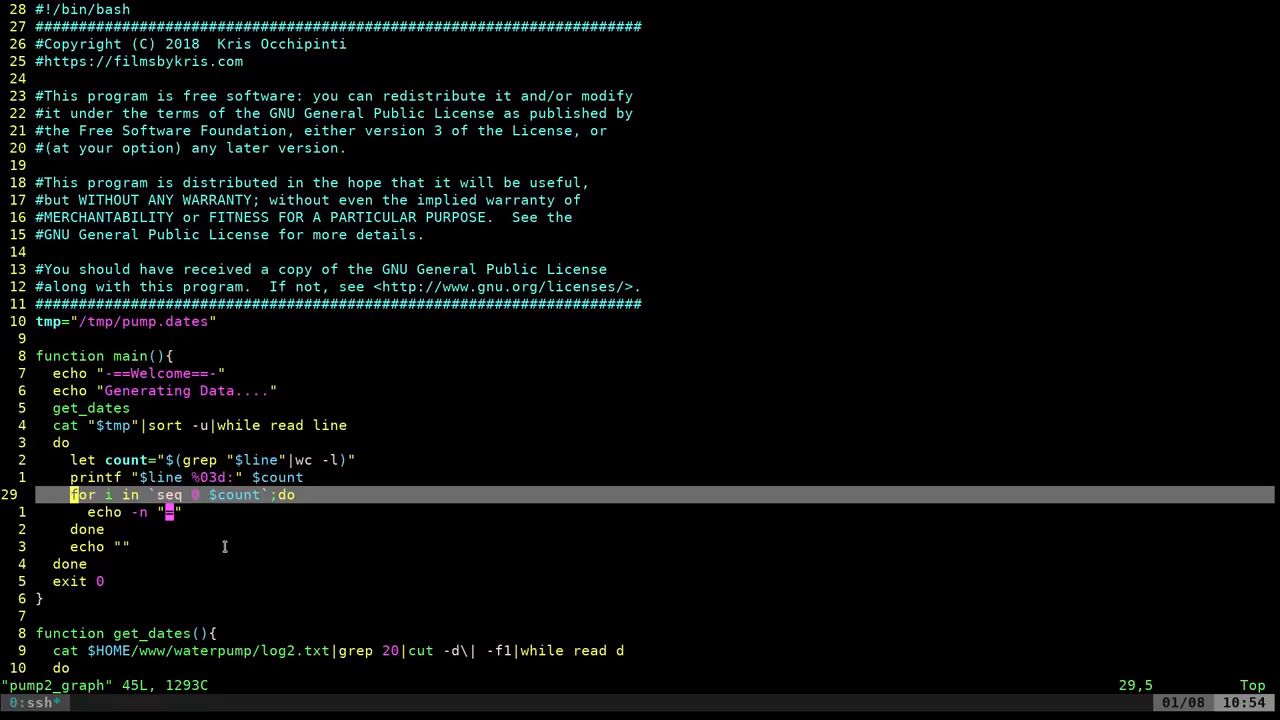 28 #!/bin/bash
27 ######################################################################
26 #Copyright (C) 2018  Kris Occhipinti
25 #https://filmsbykris.com
24
23 #This program is free software: you can redistribute it and/or modify
22 #it under the terms of the GNU General Public License as published by
21 #the Free Software Foundation, either version 3 of the License, or
20 #(at your option) any later version.
19
18 #This program is distributed in the hope that it will be useful,
17 #but WITHOUT ANY WARRANTY; without even the implied warranty of
16 #MERCHANTABILITY or FITNESS FOR A PARTICULAR PURPOSE.  See the
15 #GNU General Public License for more details.
14
13 #You should have received a copy of the GNU General Public License
12 #along with this program.  If not, see <http://www.gnu.org/licenses/>.
11 ######################################################################
10 tmp="/tmp/pump.dates"
9
8 function main(){
7   echo "-==Welcome==-"
6   echo "Generating Data...."
5   get_dates
4   cat "$tmp"|sort -u|while read line
3   do
2     let count="$(grep "$line"|wc -l)"
1     printf "$line %03d:" $count
29     for i in `seq 0 $count`;do
1       echo -n "="
2     done
3     echo ""
4   done
5   exit 0
6 }
7
8 function get_dates(){
9   cat $HOME/www/waterpump/log2.txt|grep 20|cut -d\| -f1|while read d
10   do
"pump2_graph" 45L, 1293C 29,5 Top
0:ssh* 01/08 10:54